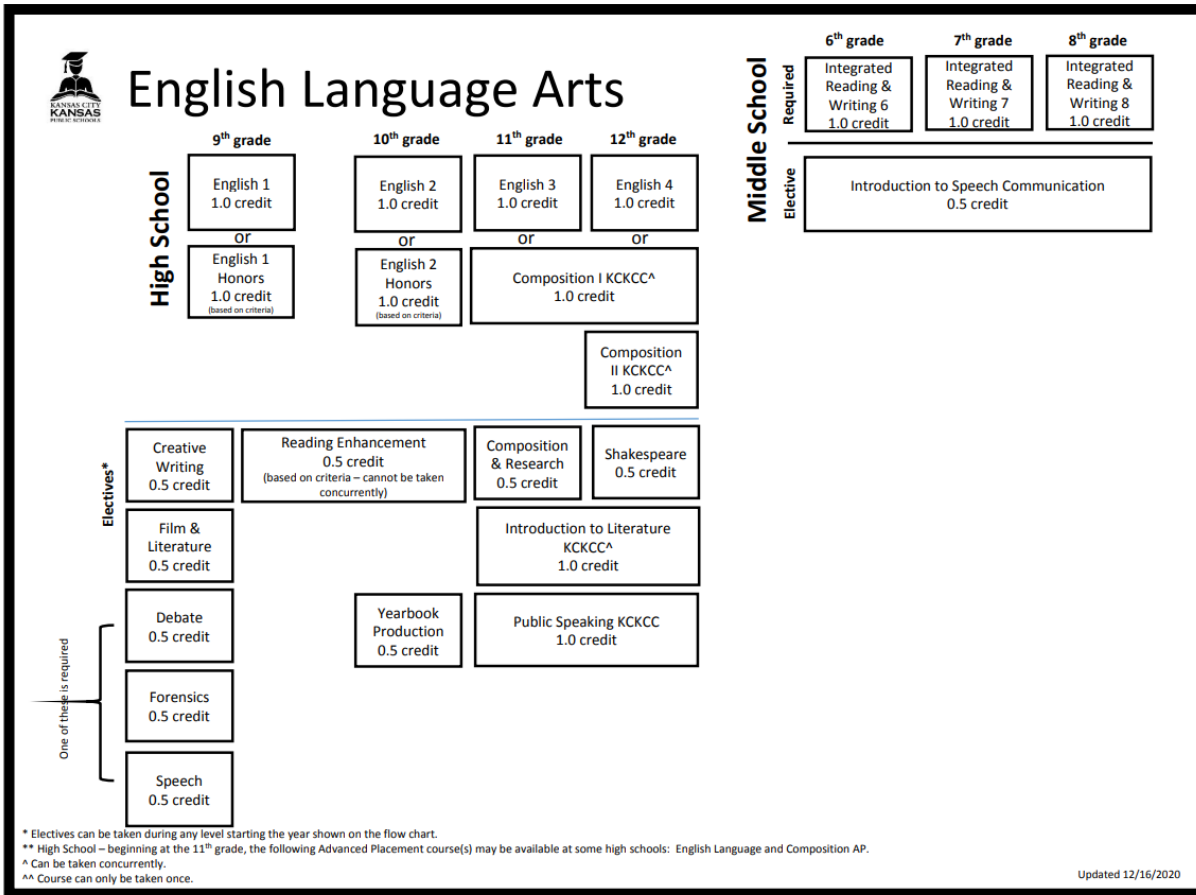 KANSAS CITY
KANSAS
PUBLIC SCHOOLS
English Language Arts
High School
9th grade
10th grade
11th grade
12th grade
English 1
1.0 credit
English 2
1.0 credit
English 3
1.0 credit
English 4
1.0 credit
or
or
or
or
English 1
Honors
1.0 credit
(based on criteria)
English 2
Honors
1.0 credit
(based on criteria)
Composition I KCKCC^
1.0 credit
Composition
II KCKCC^
1.0 credit
Electives*
Creative
Writing
0.5 credit
Reading Enhancement
0.5 credit
(based on criteria – cannot be taken
concurrently)
Composition
& Research
0.5 credit
Shakespeare
0.5 credit
Film &
Literature
0.5 credit
Introduction to Literature
KCKCC^
1.0 credit
One of these is required
Debate
0.5 credit
Yearbook
Production
0.5 credit
Public Speaking KCKCC
1.0 credit
Forensics
0.5 credit
Speech
0.5 credit
Middle School
Required
6th grade
7th grade
8th grade
Integrated
Reading &
Writing 6
1.0 credit
Integrated
Reading &
Writing 7
1.0 credit
Integrated
Reading &
Writing 8
1.0 credit
Elective
Introduction to Speech Communication
0.5 credit
* Electives can be taken during any level starting the year shown on the flow chart.
** High School – beginning at the 11th grade, the following Advanced Placement course(s) may be available at some high schools: English Language and Composition AP.
^ Can be taken concurrently.
^^ Course can only be taken once.
Updated 12/16/2020